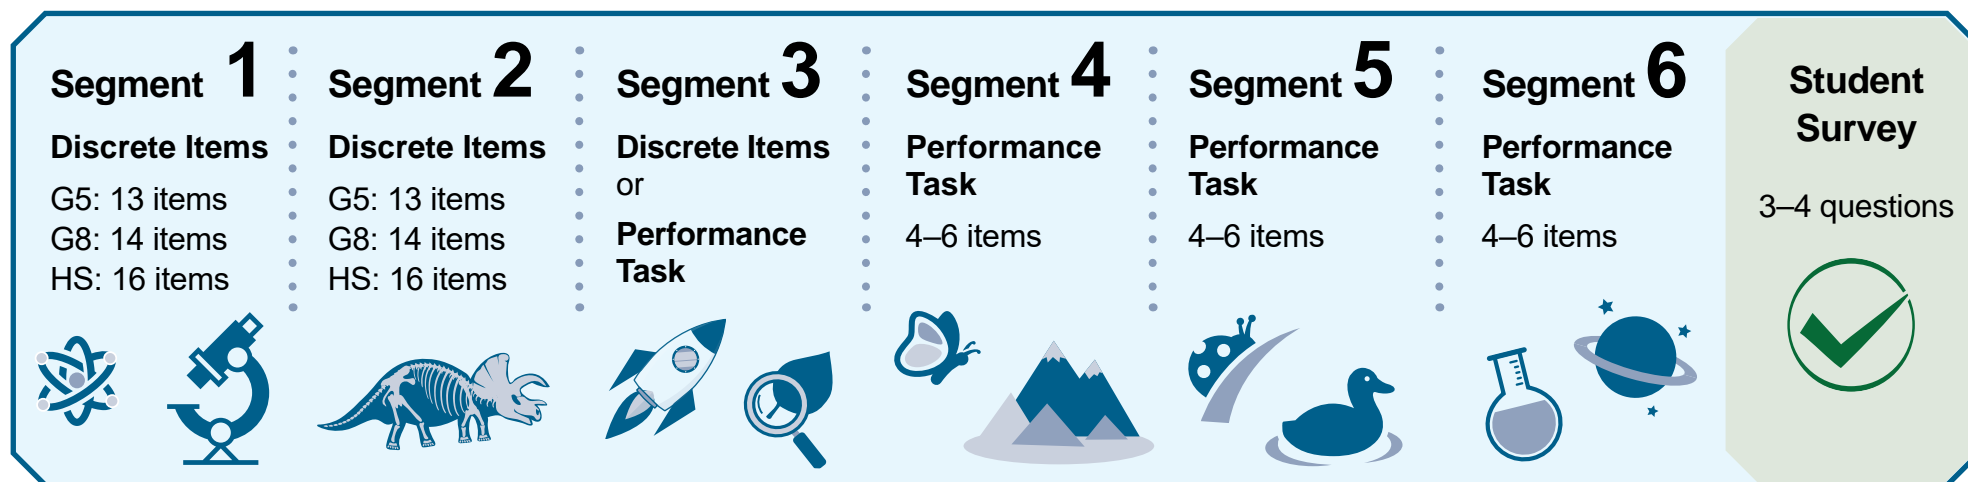 Segment 1
Discrete Items
G5: 13 items
G8: 14 items
HS: 16 items
Segment 2
Discrete Items
G5: 13 items
G8: 14 items
HS: 16 items
Segment 3
Discrete Items
or
Performance
Task
Segment 4
Performance
Task
4–6 items
Segment 5
Performance
Task
4–6 items
Segment 6
Performance
Task
4–6 items
Student
Survey
3–4 questions